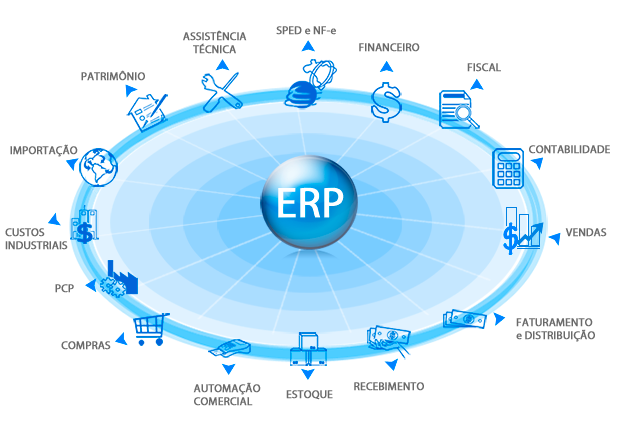 SPED e NF-e
ASSISTÊNCIA
TÉCNICA
FINANCEIRO
FISCAL
PATRIMÔNIO
IMPORTAÇÃO
CONTABILIDADE
ERP
CUSTOS
INDUSTRIAIS
VENDAS
PCP
FATURAMENTO
e DISTRIBUIÇÃO
COMPRAS
AUTOMAÇÃO
COMERCIAL
ESTOQUE
RECEBIMENTO